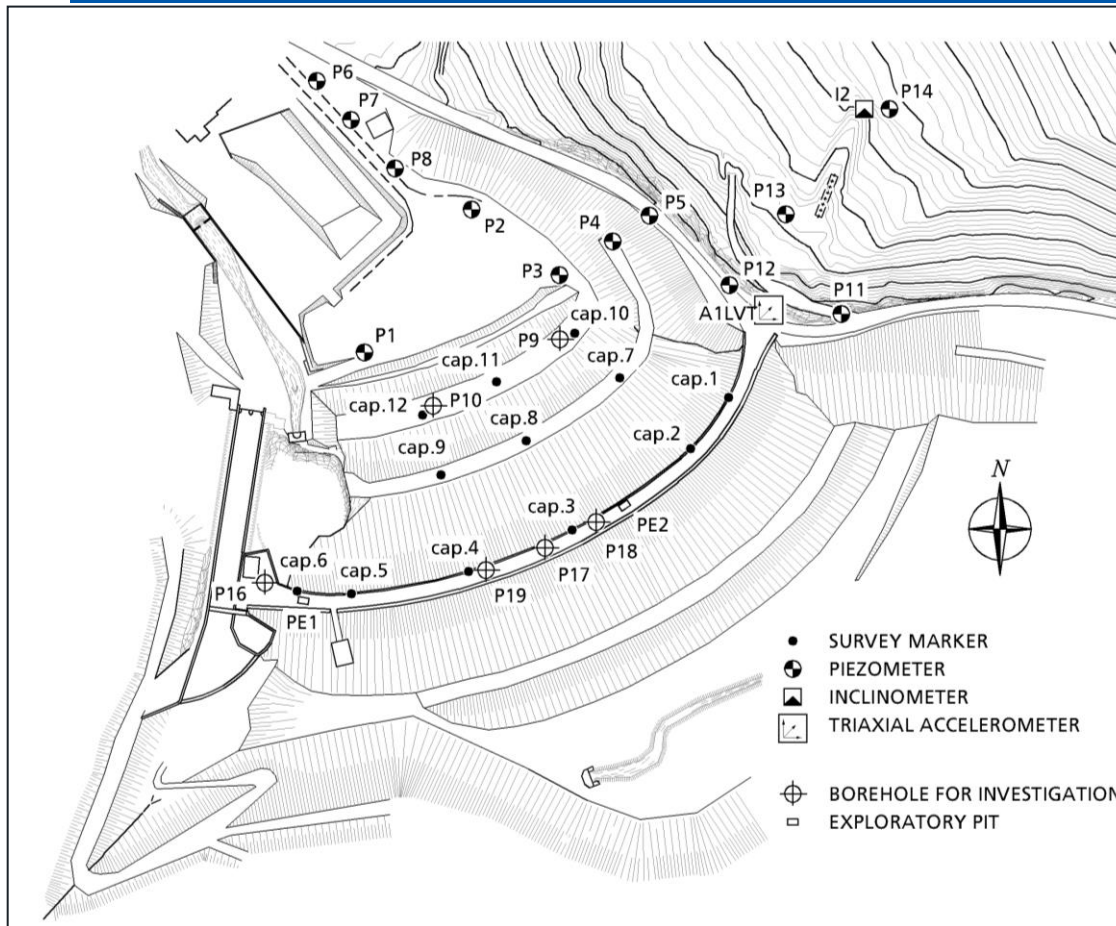 P6
P7
P8
I2
P14
P2
P13
P5
P4
P3
P12
P11
A1LVT
cap.10
P9
P1
cap.11
cap.7
cap.1
cap.12
P10
cap.8
cap.2
cap.9
N
cap.3
PE2
P18
cap.4
P17
cap.6
cap.5
P19
P16
PE1
SURVEY MARKER
PIEZOMETER
INCLINOMETER
TRIAXIAL ACCELEROMETER
BOREHOLE FOR INVESTIGATION
EXPLORATORY PIT